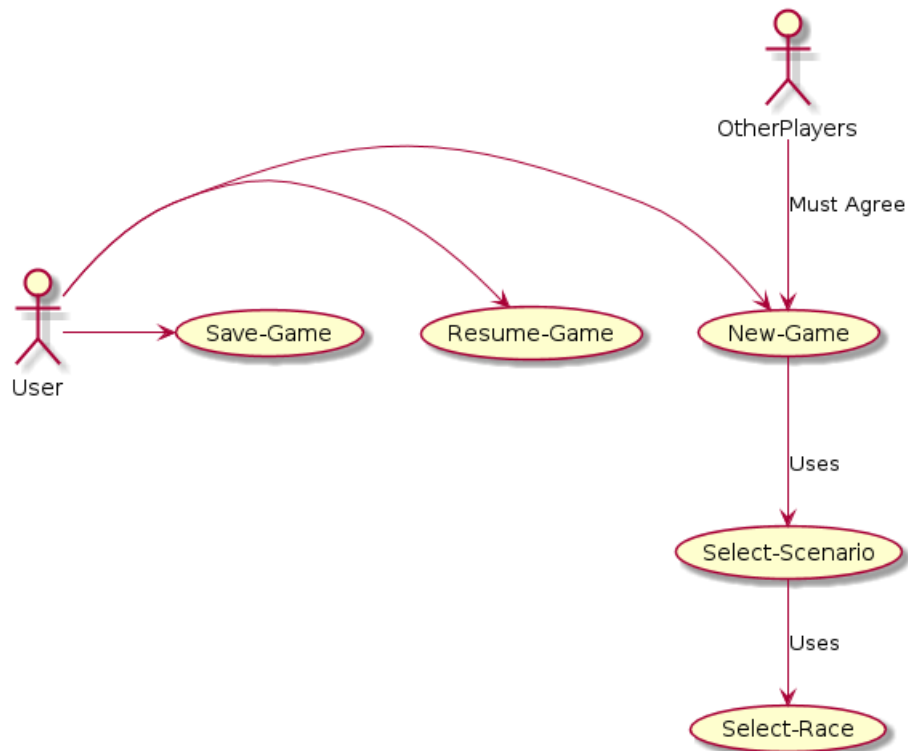 OtherPlayers
Must Agree
User
Save-Game
Resume-Game
New-Game
Uses
Select-Scenario
Uses
Select-Race